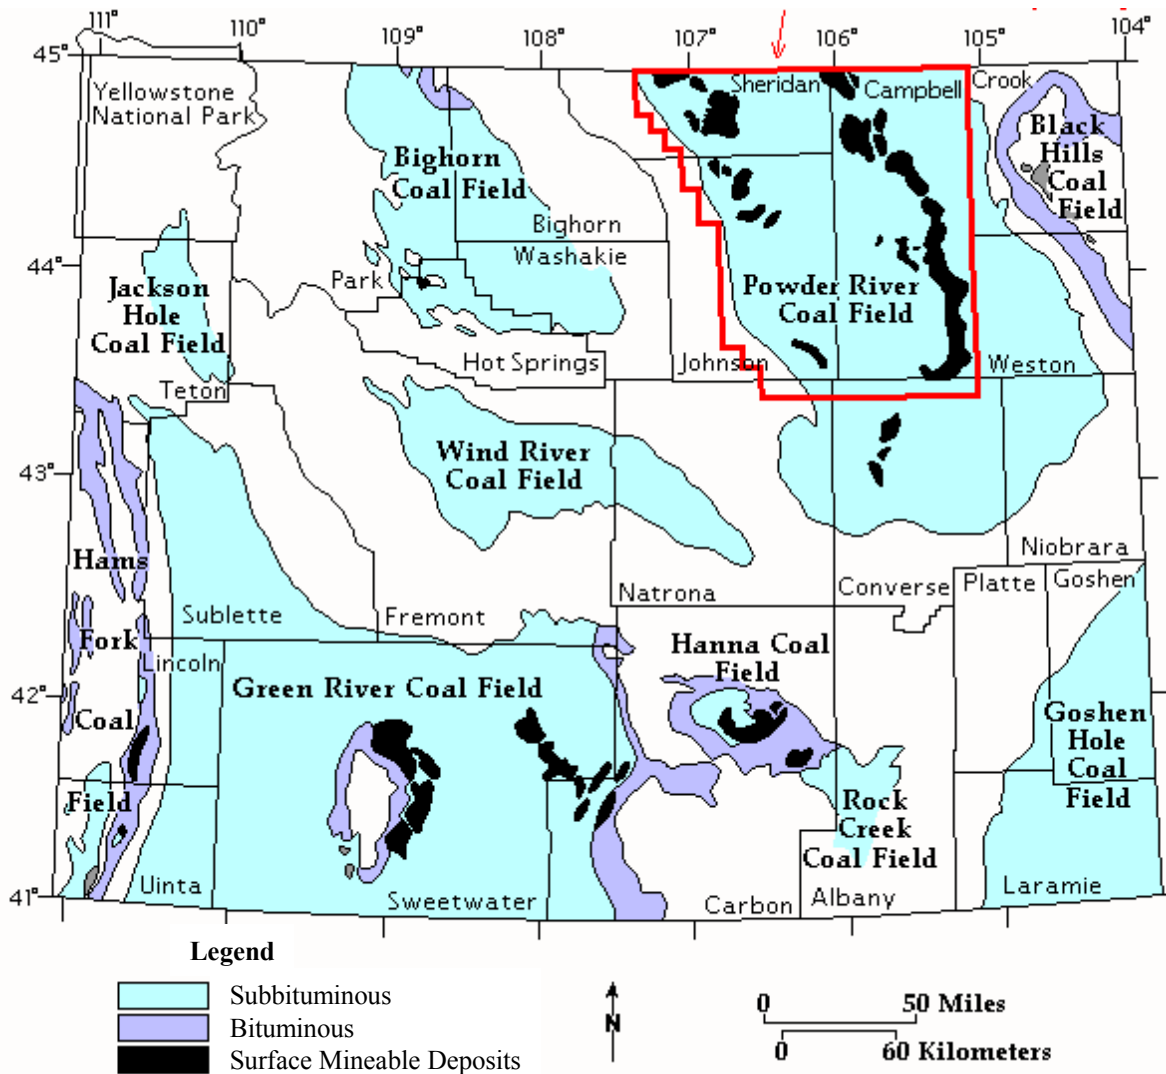 111°
110°
109°
108°
107°
106°
105°
104°
45°
Yellowstone
National Park
Sheridan
Campbell
Crook
Black
Hills
Coal
Field
Bighorn
Coal Field
Bighorn
Washakie
44°
Park
Jackson
Hole
Coal Field
Powder River
Coal Field
Hot Springs
Johnson
Weston
Teton
Wind River
Coal Field
43°
Hams
Fork
Coal
Field
Niobrara
Natrona
Converse
Platte
Goshen
Sublette
Fremont
Lincoln
Hanna Coal
Field
Green River Coal Field
42°
Goshen
Hole
Coal
Field
Rock
Creek
Coal Field
41°
Uinta
Sweetwater
Carbon
Albany
Laramie
Legend
Subbituminous
Bituminous
Surface Mineable Deposits
N
0 50 Miles
0 60 Kilometers